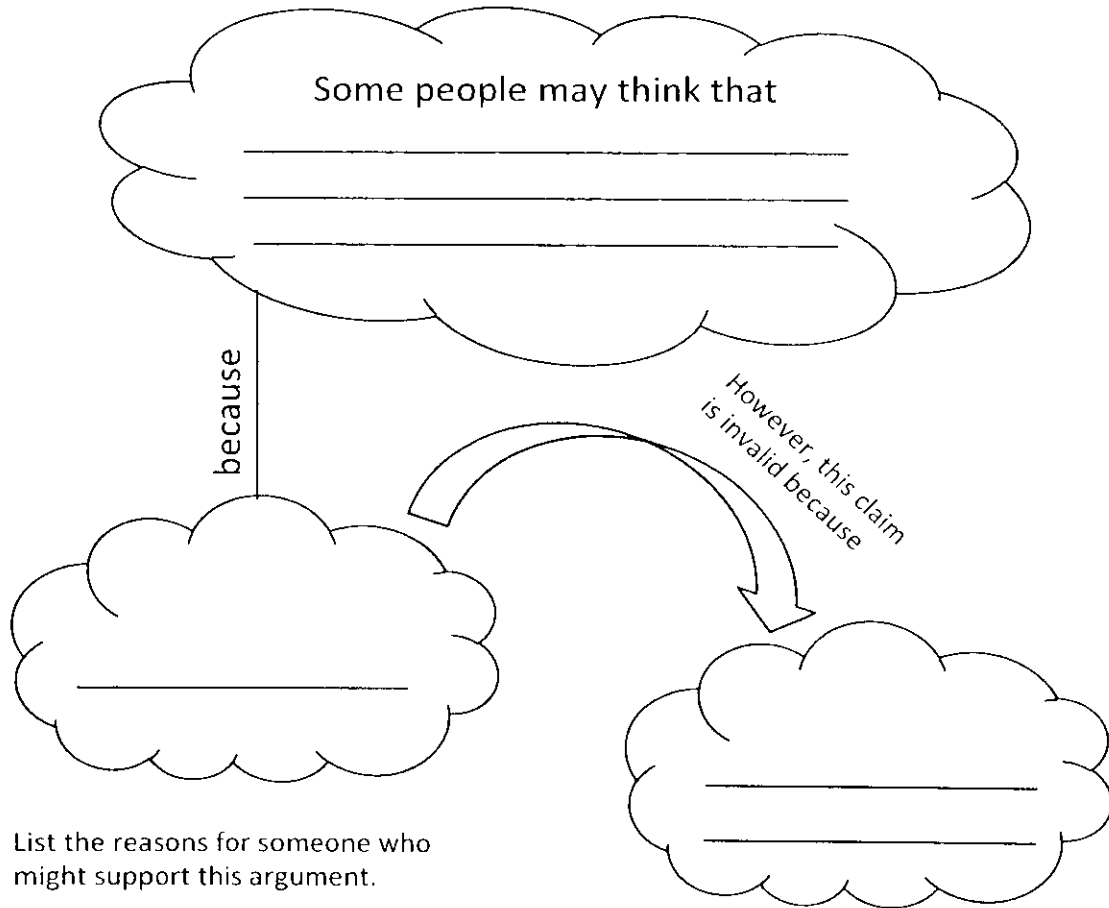 Some people may think that
because
However, this claim
is invalid because
List the reasons for someone who
might support this argument.